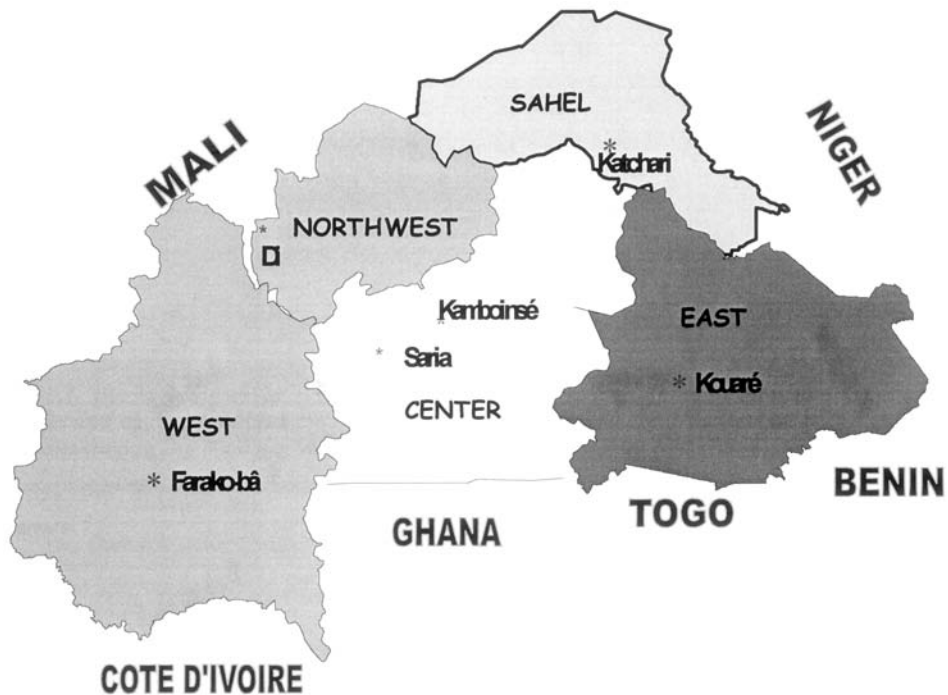 SAHEL
NIGER
MALI
Katchari
NORTHWEST
Di
Kamboinsé
EAST
Saria
Kouaré
CENTER
WEST
Farako-bâ
BENIN
TOGO
GHANA
COTE D'IVOIRE